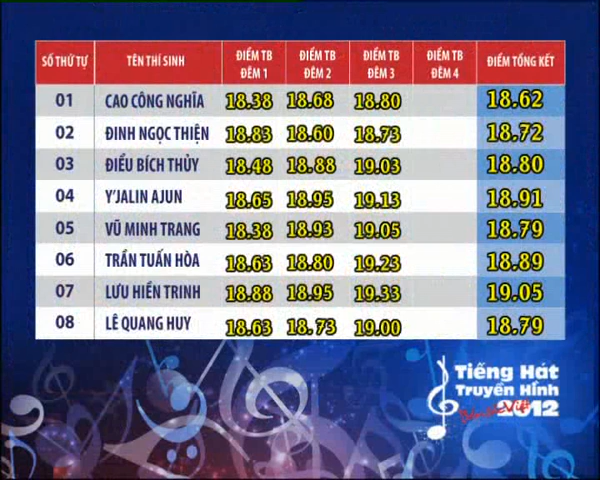 SỐ THỨ TỰ TÊN THÍ SINH ĐIỂM TB ĐÊM 1 ĐIỂM TB ĐÊM 2 ĐIỂM TB ĐÊM 3 ĐIỂM TB ĐÊM 4 ĐIỂM TỔNG KẾT
01 CAO CÔNG NGHĨA 18.38 18.68 18.80 18.62
02 ĐINH NGỌC THIỆN 18.83 18.60 18.73 18.72
03 ĐIỂU BÍCH THỦY 18.48 18.88 19.03 18.80
04 Y'JALIN AJUN 18.65 18.95 19.13 18.91
05 VŨ MINH TRANG 18.38 18.93 19.05 18.79
06 TRẦN TUẤN HÒA 18.63 18.80 19.23 18.89
07 LƯU HIỀN TRINH 18.88 18.95 19.33 19.05
08 LÊ QUANG HUY 18.63 18.73 19.00 18.79
Tiếng Hát
Truyền Hình
2012